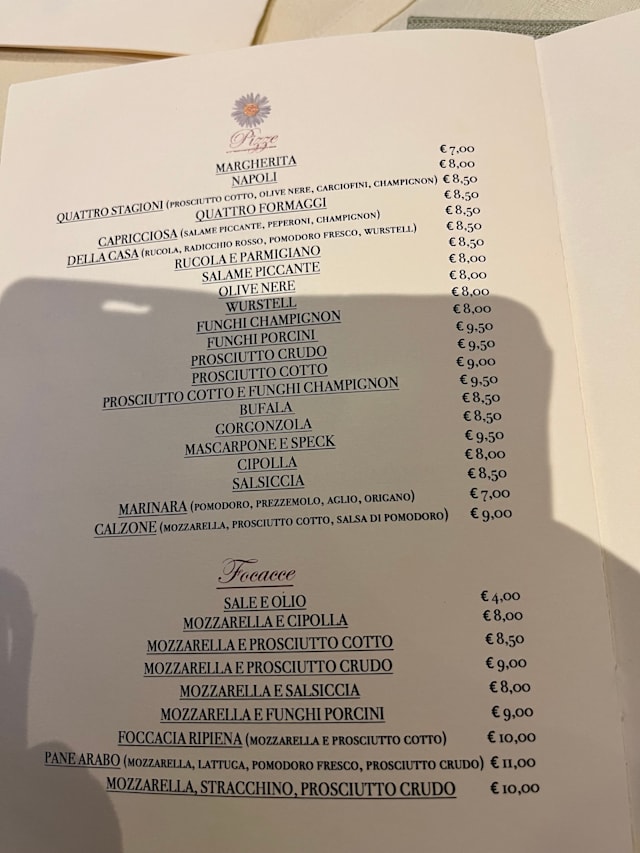 Pizze
MARGHERITA € 7,00
NAPOLI € 8,00
QUATTRO STAGIONI (PROSCIUTTO COTTO, OLIVE NERE, CARCIOFINI, CHAMPIGNON) € 8,50
QUATTRO FORMAGGI € 8,50
CAPRICCIOSA (SALAME PICCANTE, PEPERONI, CHAMPIGNON) € 8,50
DELLA CASA (RUCOLA, RADICCHIO ROSSO, POMODORO FRESCO, WURSTELL) € 8,50
RUCOLA E PARMIGIANO € 8,50
SALAME PICCANTE € 8,00
OLIVE NERE € 8,00
WURSTELL € 8,00
FUNGHI CHAMPIGNON € 8,00
FUNGHI PORCINI € 9,50
PROSCIUTTO CRUDO € 9,50
PROSCIUTTO COTTO € 9,00
PROSCIUTTO COTTO E FUNGHI CHAMPIGNON € 9,50
BUFALA € 8,50
GORGONZOLA € 8,50
MASCARPONE E SPECK € 9,50
CIPOLLA € 8,00
SALSICCIA € 8,50
MARINARA (POMODORO, PREZZEMOLO, AGLIO, ORIGANO) € 7,00
CALZONE (MOZZARELLA, PROSCIUTTO COTTO, SALSA DI POMODORO) € 9,00
Focacce
SALE E OLIO € 4,00
MOZZARELLA E CIPOLLA € 8,00
MOZZARELLA E PROSCIUTTO COTTO € 8,50
MOZZARELLA E PROSCIUTTO CRUDO € 9,00
MOZZARELLA E SALSICCIA € 8,00
MOZZARELLA E FUNGHI PORCINI € 9,00
FOCCACIA RIPIENA (MOZZARELLA E PROSCIUTTO COTTO) € 10,00
PANE ARABO (MOZZARELLA, LATTUGA, POMODORO FRESCO, PROSCIUTTO CRUDO) € 11,00
MOZZARELLA, STRACCHINO, PROSCIUTTO CRUDO € 10,00